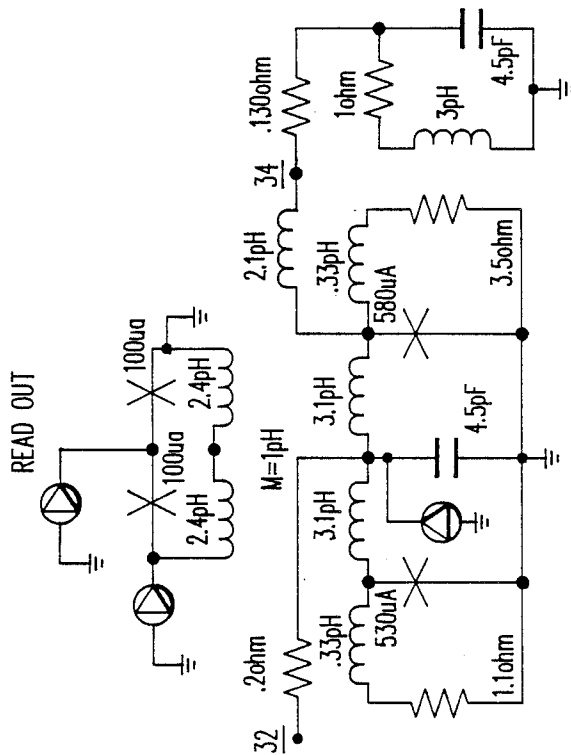 READ OUT
100ua
100ua
2.4pH
2.4pH
M=1pH
32
.2ohm
3.1pH
3.1pH
.33pH
530uA
1.1ohm
4.5pF
2.1pH
34
.130ohm
.33pH
580uA
3.5ohm
1ohm
3pH
4.5pF